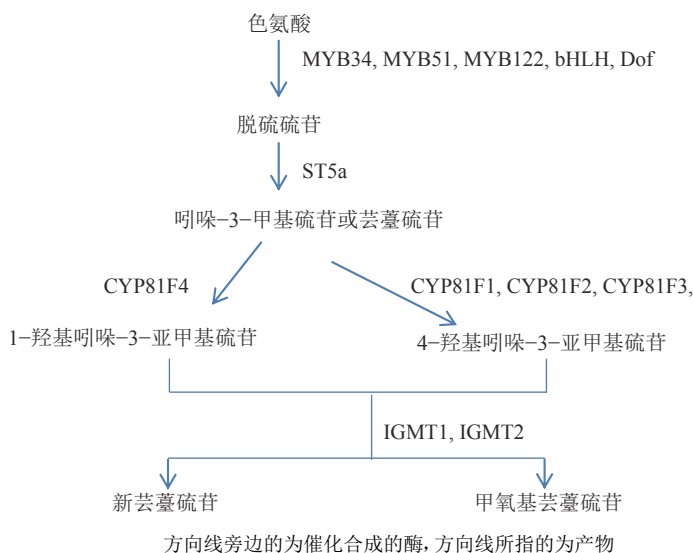 色氨酸
MYB34, MYB51, MYB122, bHLH, Dof
脱硫硫苷
ST5a
吲哚-3-甲基硫苷或芸薹硫苷
CYP81F4
CYP81F1, CYP81F2, CYP81F3,
1-羟基吲哚-3-亚甲基硫苷
4-羟基吲哚-3-亚甲基硫苷
IGMT1, IGMT2
新芸薹硫苷
甲氧基芸薹硫苷
方向线旁边的为催化合成的酶, 方向线所指的为产物